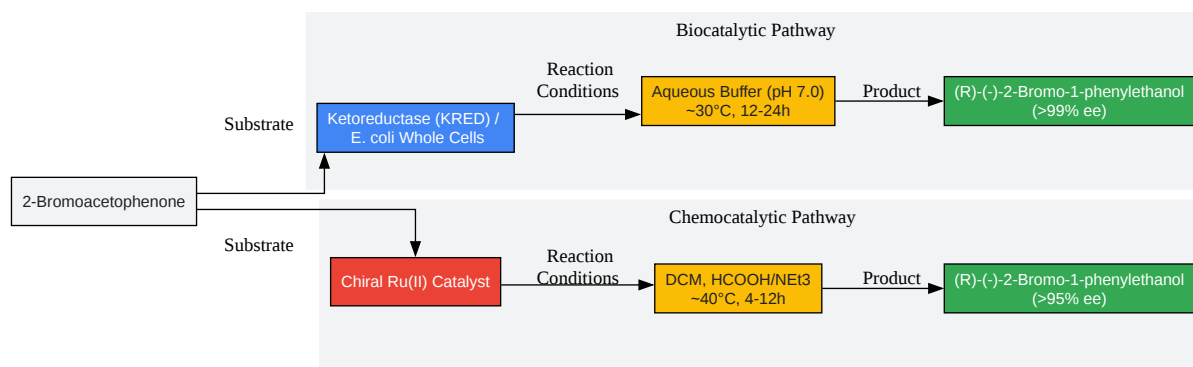 Biocatalytic Pathway
Substrate
Ketoreductase (KRED) /
E. coli Whole Cells
Reaction
Conditions
Aqueous Buffer (pH 7.0)
~30°C, 12-24h
Product
(R)-(-)-2-Bromo-1-phenylethanol
(>99% ee)
2-Bromoacetophenone
Chemocatalytic Pathway
Substrate
Chiral Ru(II) Catalyst
Reaction
Conditions
DCM, HCOOH/NEt3
~40°C, 4-12h
Product
(R)-(-)-2-Bromo-1-phenylethanol
(>95% ee)